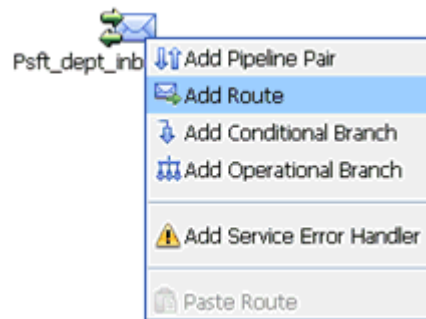 Psft_dept_inb
Add Pipeline Pair
Add Route
Add Conditional Branch
Add Operational Branch
Add Service Error Handler
Paste Route